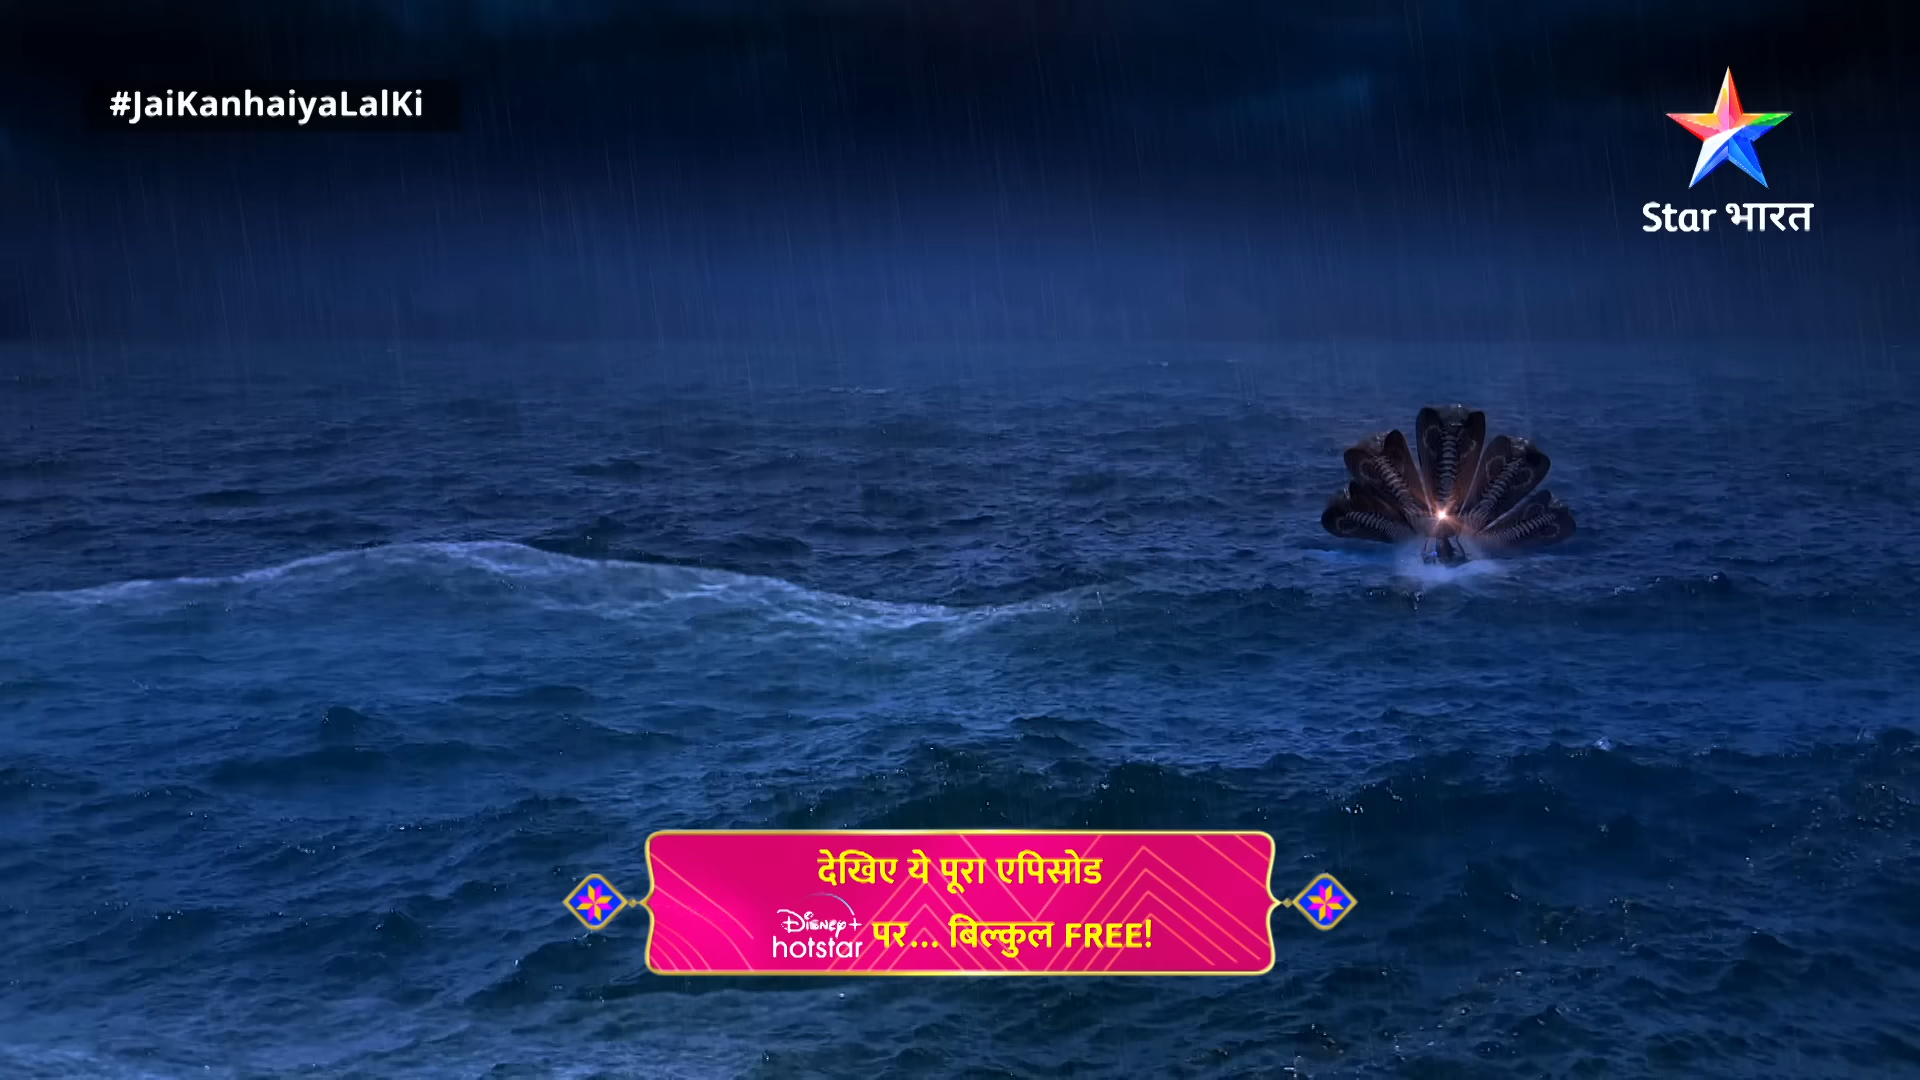 #JaiKanhaiyaLalKi
Star भारत
देखिए ये पूरा एपिसोड
Disney+ hotstar पर... बिल्कुल FREE!